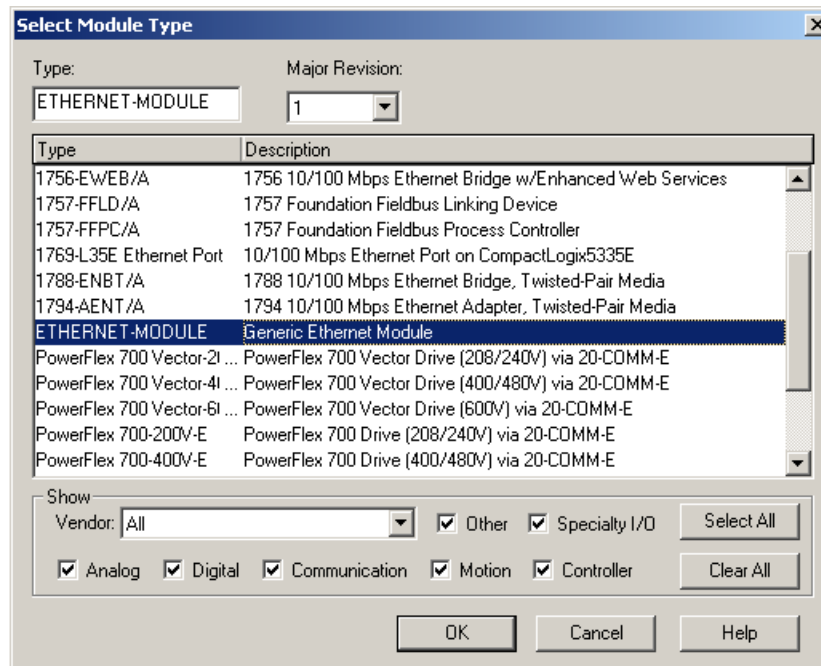 Select Module Type
Type: Major Revision:
ETHERNET-MODULE 1
Type Description
1756-EWEB/A 1756 10/100 Mbps Ethernet Bridge w/Enhanced Web Services
1757-FFLD/A 1757 Foundation Fieldbus Linking Device
1757-FFPC/A 1757 Foundation Fieldbus Process Controller
1769-L35E Ethernet Port 10/100 Mbps Ethernet Port on CompactLogix5335E
1788-ENBT/A 1788 10/100 Mbps Ethernet Bridge, Twisted-Pair Media
1794-AENT/A 1794 10/100 Mbps Ethernet Adapter, Twisted-Pair Media
ETHERNET-MODULE Generic Ethernet Module
PowerFlex 700 Vector-2 ... PowerFlex 700 Vector Drive (208/240V) via 20-COMM-E
PowerFlex 700 Vector-4 ... PowerFlex 700 Vector Drive (400/480V) via 20-COMM-E
PowerFlex 700 Vector-6 ... PowerFlex 700 Vector Drive (600V) via 20-COMM-E
PowerFlex 700-200V-E PowerFlex 700 Drive (208/240V) via 20-COMM-E
PowerFlex 700-400V-E PowerFlex 700 Drive (400/480V) via 20-COMM-E
Show
Vendor: All Other Specialty I/O Select All
Analog Digital Communication Motion Controller Clear All
OK Cancel Help